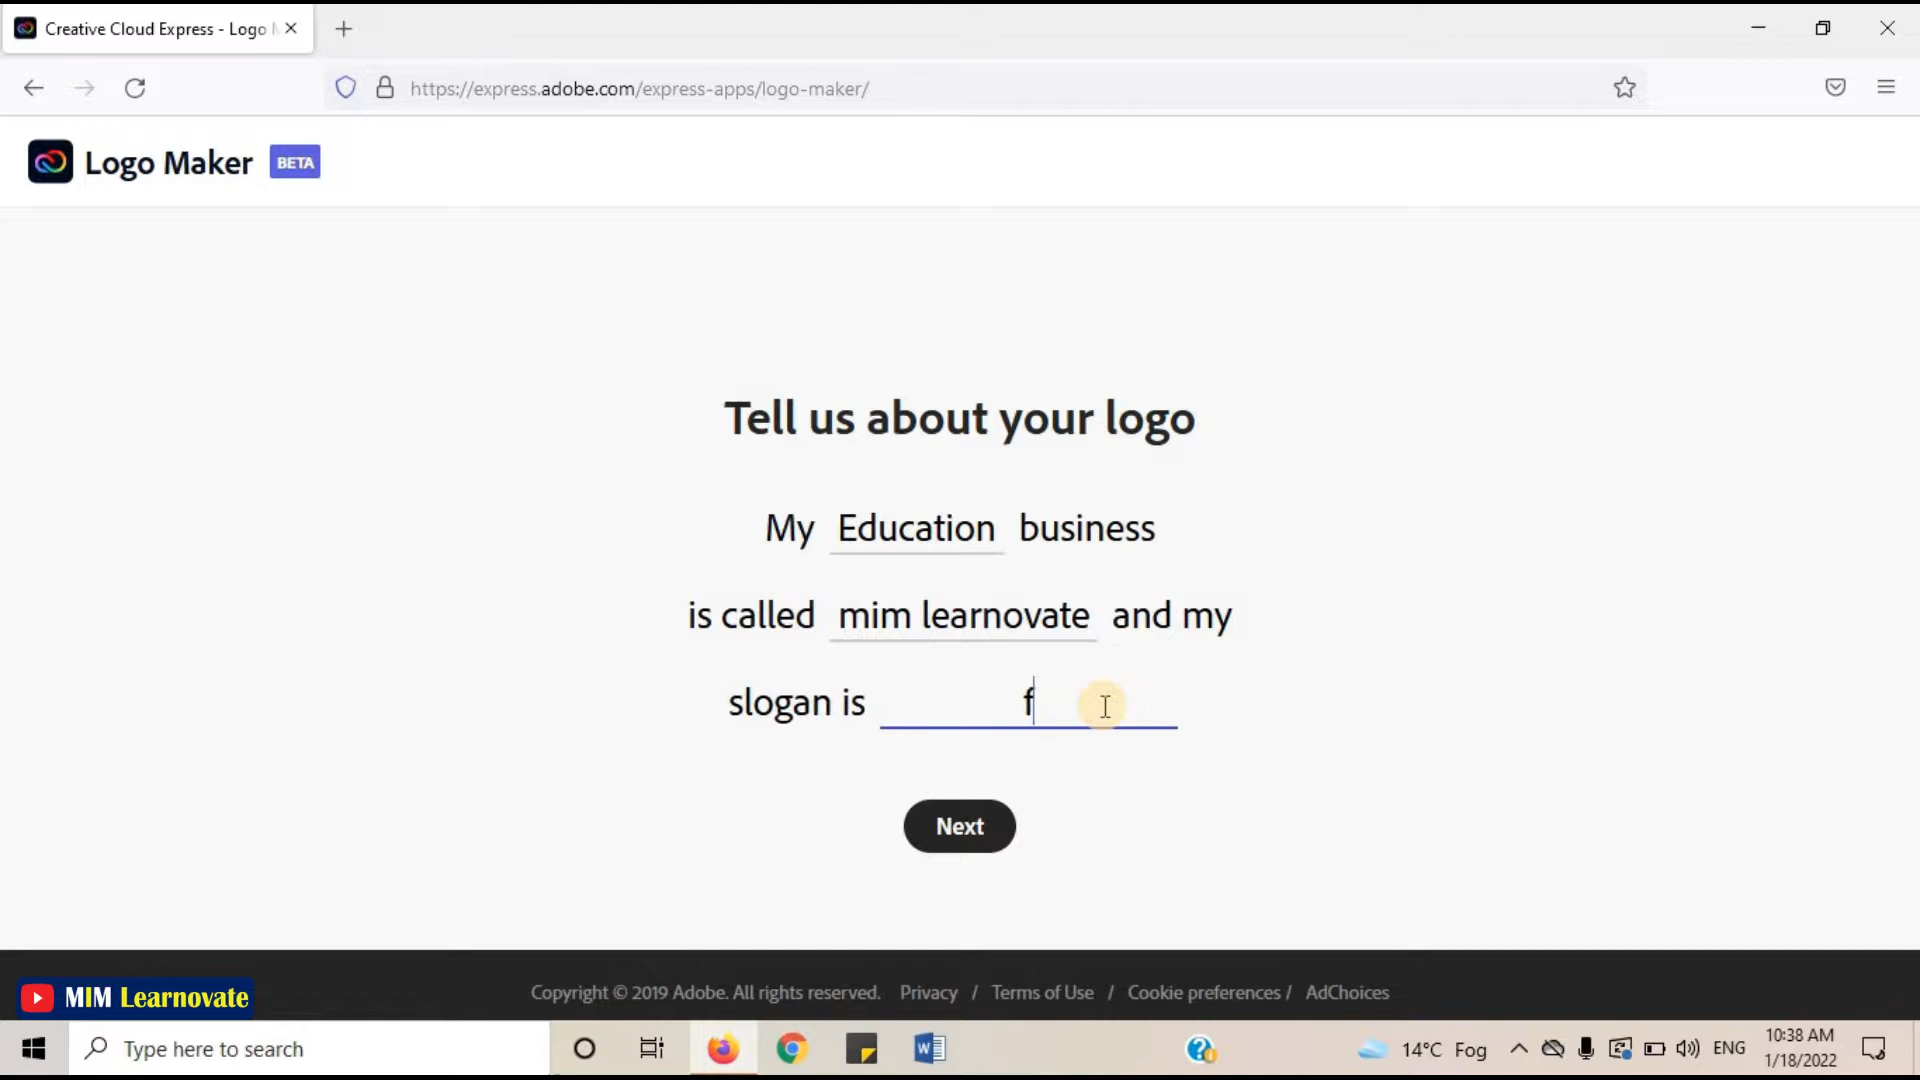 Creative Cloud Express - Logo
https://express.adobe.com/express-apps/logo-maker/
Logo Maker BETA
Tell us about your logo
My Education business
is called mim learnovate and my
slogan is f
Next
Copyright © 2019 Adobe. All rights reserved. Privacy / Terms of Use / Cookie preferences / AdChoices
MIM Learnovate
Type here to search
14°C Fog
ENG
10:38 AM
1/18/2022